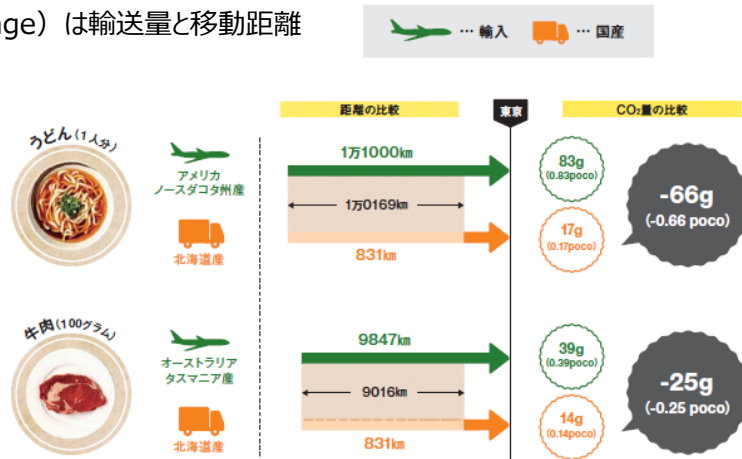 age）は輸送量と移動距離
… 輸入 … 国産
距離の比較 東京 CO₂量の比較
うどん(1人分)
アメリカ
ノースダコタ州産
1万1000km
83g
(0.83poco)
1万0169km
-66g
(-0.66 poco)
北海道産
831km
17g
(0.17poco)
牛肉(100グラム)
オーストラリア
タスマニア産
9847km
39g
(0.39poco)
9016km
-25g
(-0.25 poco)
北海道産
831km
14g
(0.14poco)